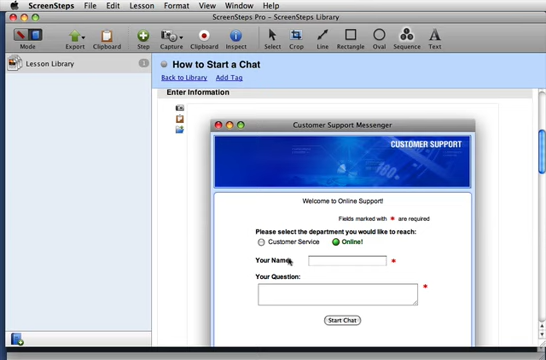 ScreenSteps File Edit Lesson Format View Window Help
ScreenSteps Pro - ScreenSteps Library
Mode Export Clipboard Step Capture Clipboard Inspect Select Crop Line Rectangle Oval Sequence Text
Lesson Library 1
How to Start a Chat
Back to Library Add Tag
Enter Information
Customer Support Messenger
CUSTOMER SUPPORT
Welcome to Online Support!
Fields marked with * are required
Please select the department you would like to reach:
Customer Service Online!
Your Name: *
Your Question:
*
Start Chat